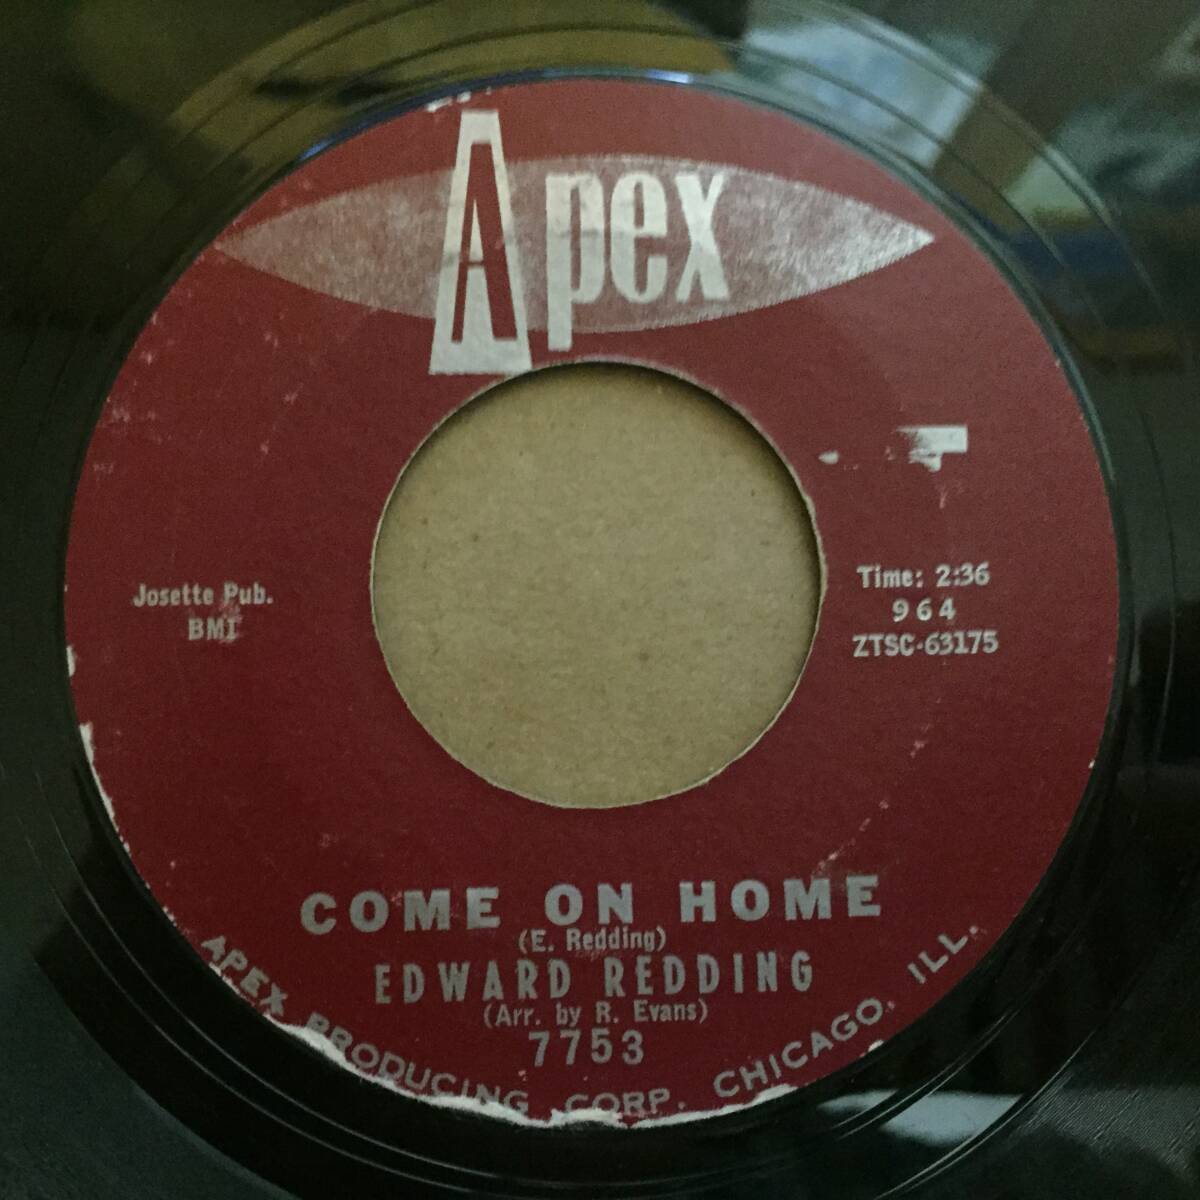 Apex
Josette Pub.
BMI
Time: 2:36
964
ZTSC-63175
COME ON HOME
(E. Redding)
EDWARD REDDING
(Arr. by R. Evans)
7753
APEX PRODUCING CORP. CHICAGO, ILL.